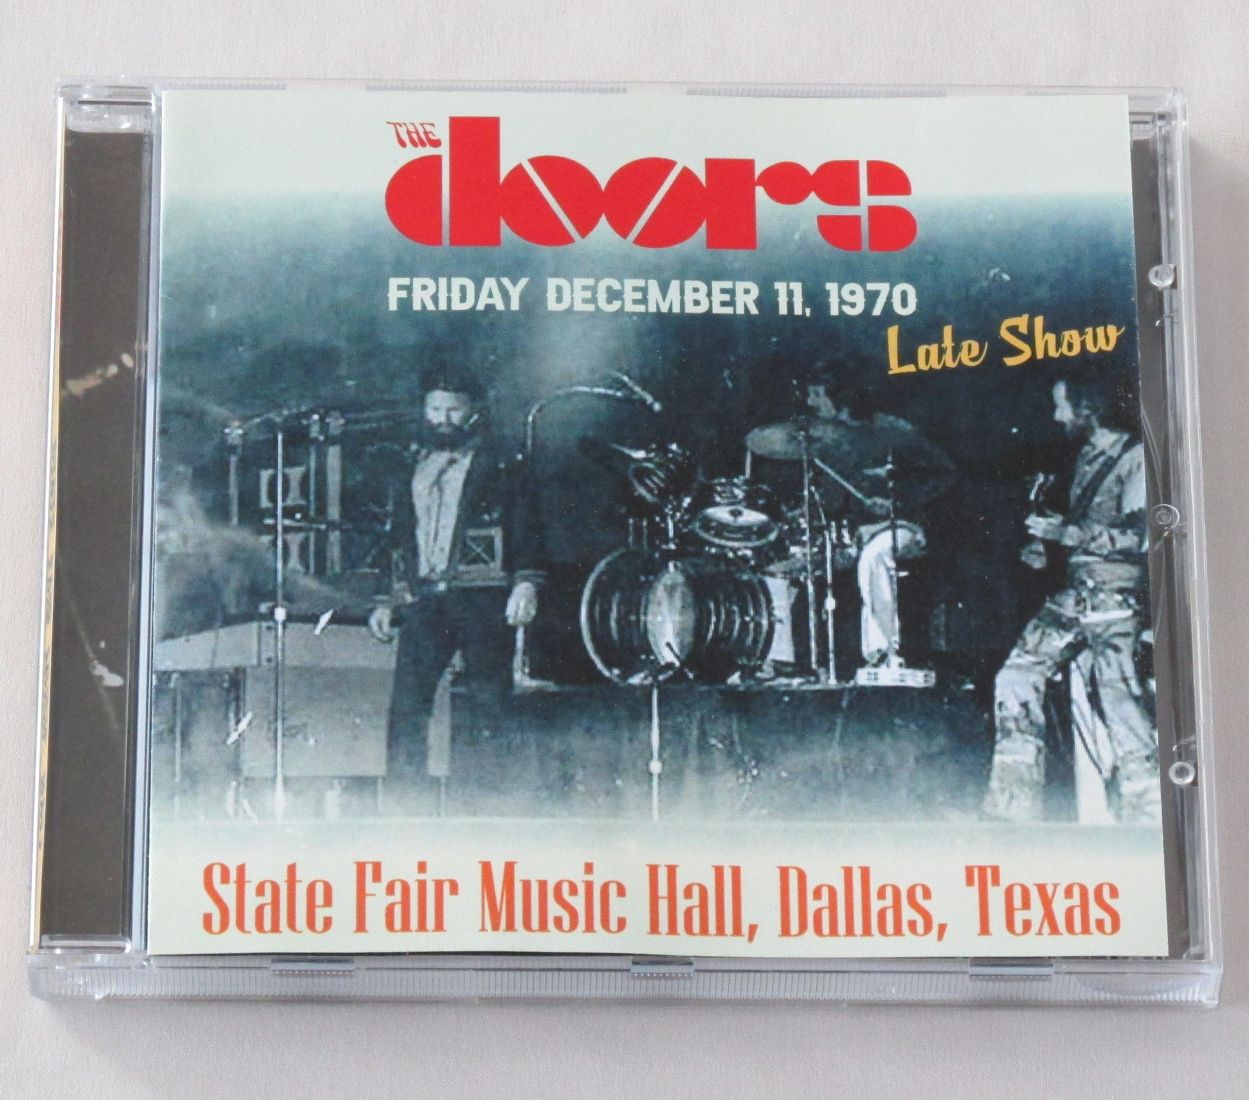 THE
doors
FRIDAY DECEMBER 11, 1970
Late Show
State Fair Music Hall, Dallas, Texas